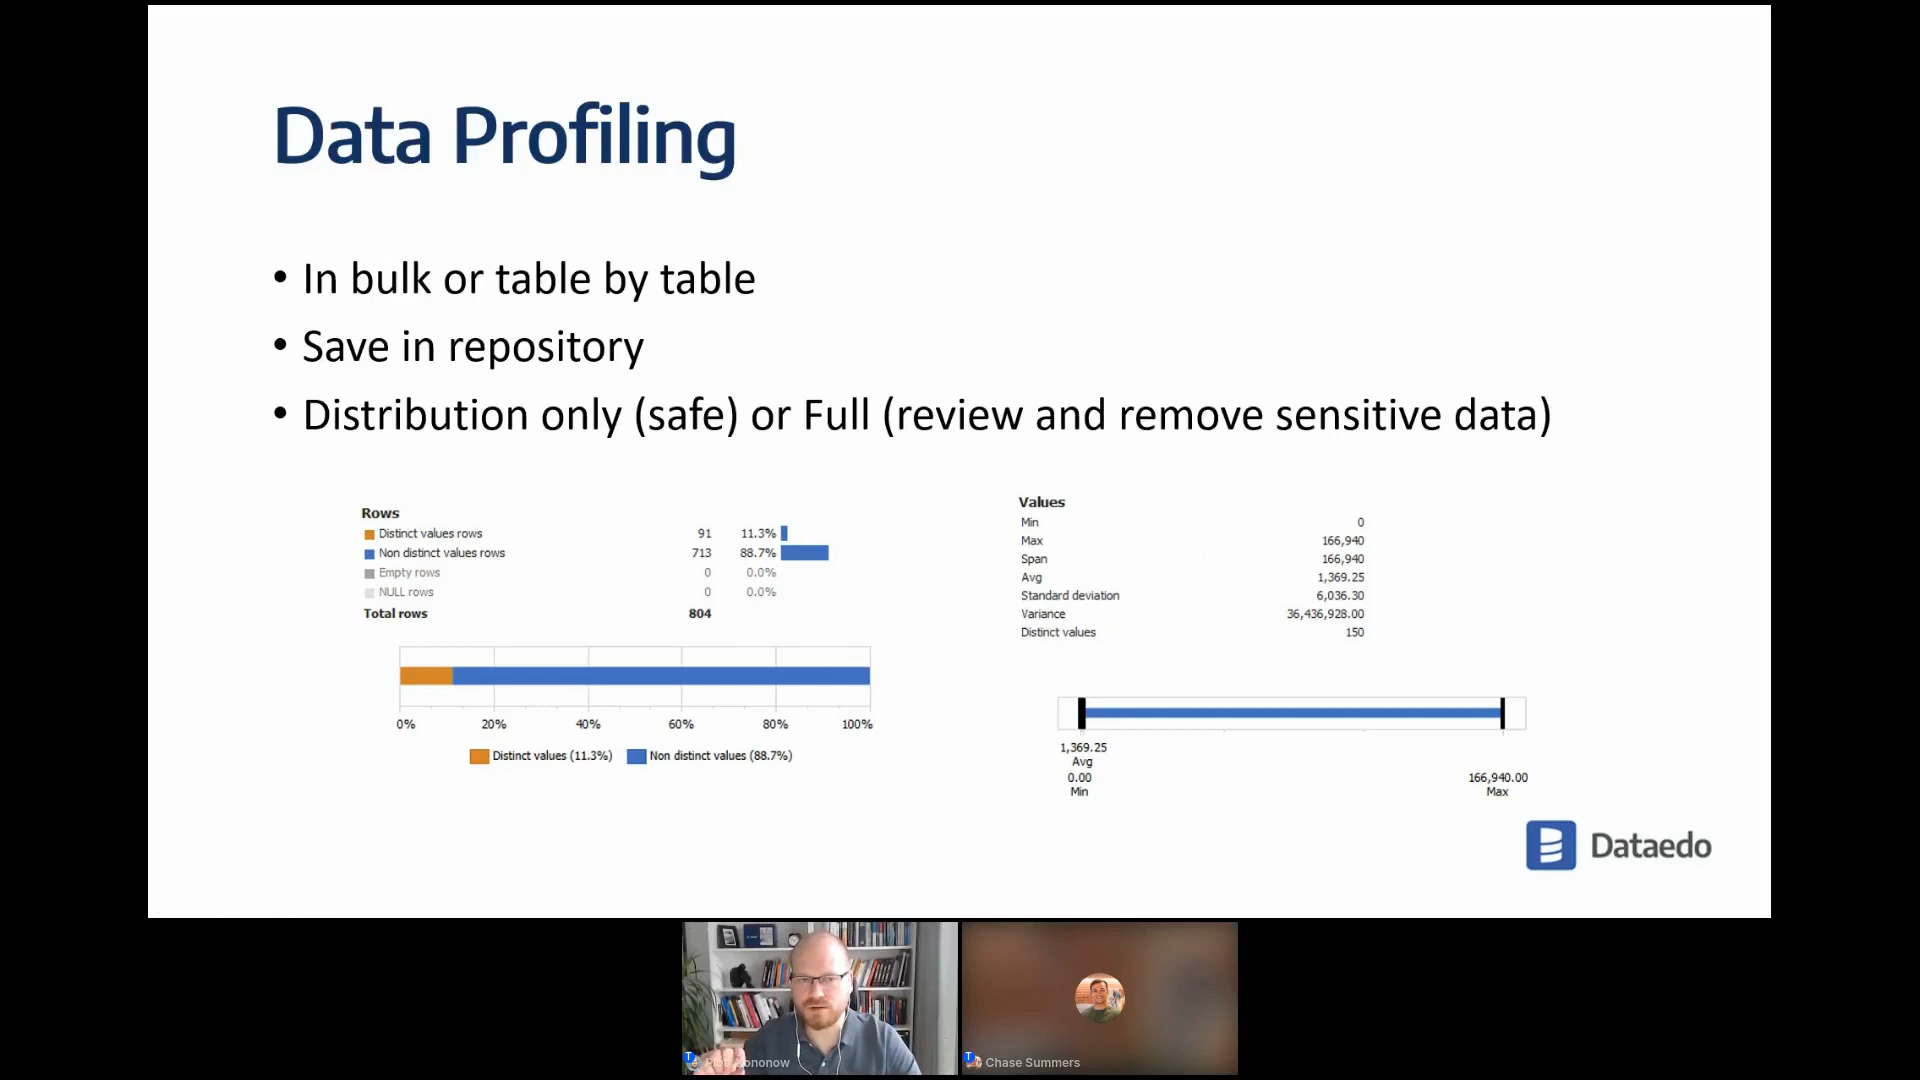 Data Profiling
• In bulk or table by table
• Save in repository
• Distribution only (safe) or Full (review and remove sensitive data)
Rows
Distinct values rows 91 11.3%
Non distinct values rows 713 88.7%
Empty rows 0 0.0%
NULL rows 0 0.0%
Total rows 804
0% 20% 40% 60% 80% 100%
Distinct values (11.3%) Non distinct values (88.7%)
Values
Min 0
Max 166,940
Span 166,940
Avg 1,369.25
Standard deviation 6,036.30
Variance 36,436,928.00
Distinct values 150
1,369.25
Avg
0.00 166,940.00
Min Max
Dataedo
T
Kononow
T
Chase Summers